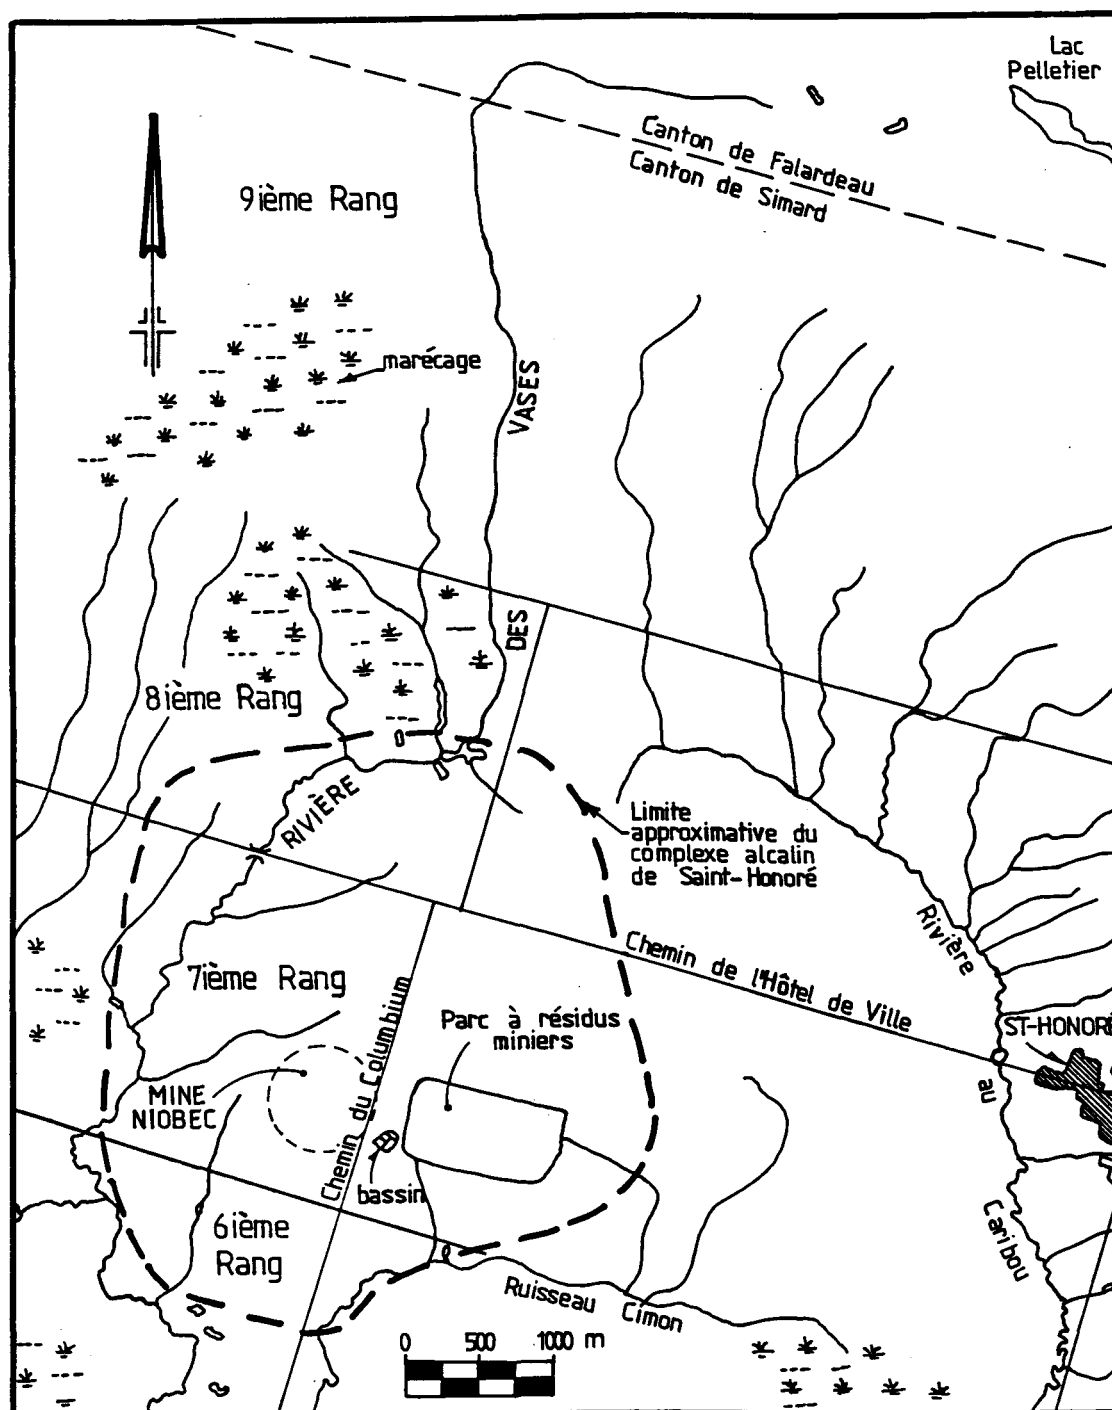 Lac
Pelletier
Canton de Falardeau
Canton de Simard
9ième Rang
marécage
VASES
DES
8ième Rang
RIVIÈRE
Limite
approximative du
complexe alcalin
de Saint-Honoré
Rivière
Chemin de l'Hôtel de Ville
7ième Rang
Chemin du Columbium
Parc à résidus
miniers
ST-HONORÉ
au
MINE
NIOBEC
bassin
Caribou
6ième
Rang
Ruisseau Cimon
0 500 1000 m